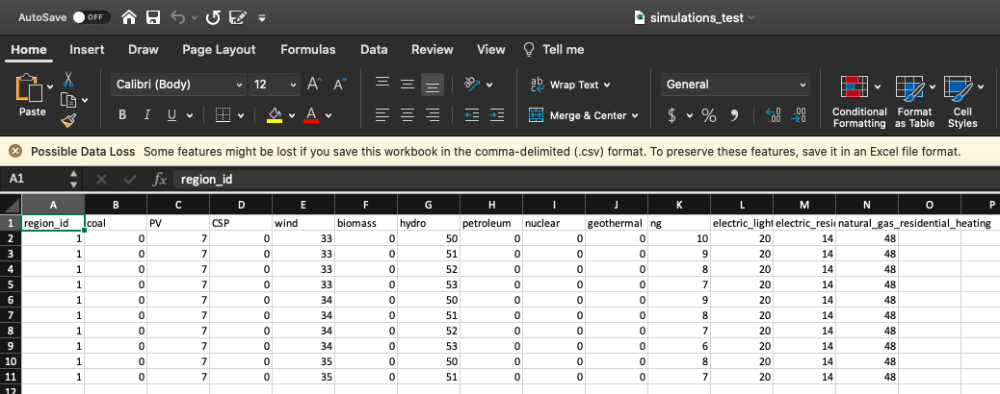 AutoSave OFF simulations_test
Home Insert Draw Page Layout Formulas Data Review View Tell me
Paste Calibri (Body) 12 A A Wrap Text General
B I U A Merge & Center $ % Conditional Formatting Format as Table Cell Styles
Possible Data Loss Some features might be lost if you save this workbook in the comma-delimited (.csv) format. To preserve these features, save it in an Excel file format.
A1 fx region_id
A B C D E F G H I J K L M N O P
1 region_id coal PV CSP wind biomass hydro petroleum nuclear geothermal ng electric_light electric_resi natural_gas_residential_heating
2 1 0 7 0 33 0 50 0 0 0 10 20 14 48
3 1 0 7 0 33 0 51 0 0 0 9 20 14 48
4 1 0 7 0 33 0 52 0 0 0 8 20 14 48
5 1 0 7 0 33 0 53 0 0 0 7 20 14 48
6 1 0 7 0 34 0 50 0 0 0 9 20 14 48
7 1 0 7 0 34 0 51 0 0 0 8 20 14 48
8 1 0 7 0 34 0 52 0 0 0 7 20 14 48
9 1 0 7 0 34 0 53 0 0 0 6 20 14 48
10 1 0 7 0 35 0 50 0 0 0 8 20 14 48
11 1 0 7 0 35 0 51 0 0 0 7 20 14 48
12